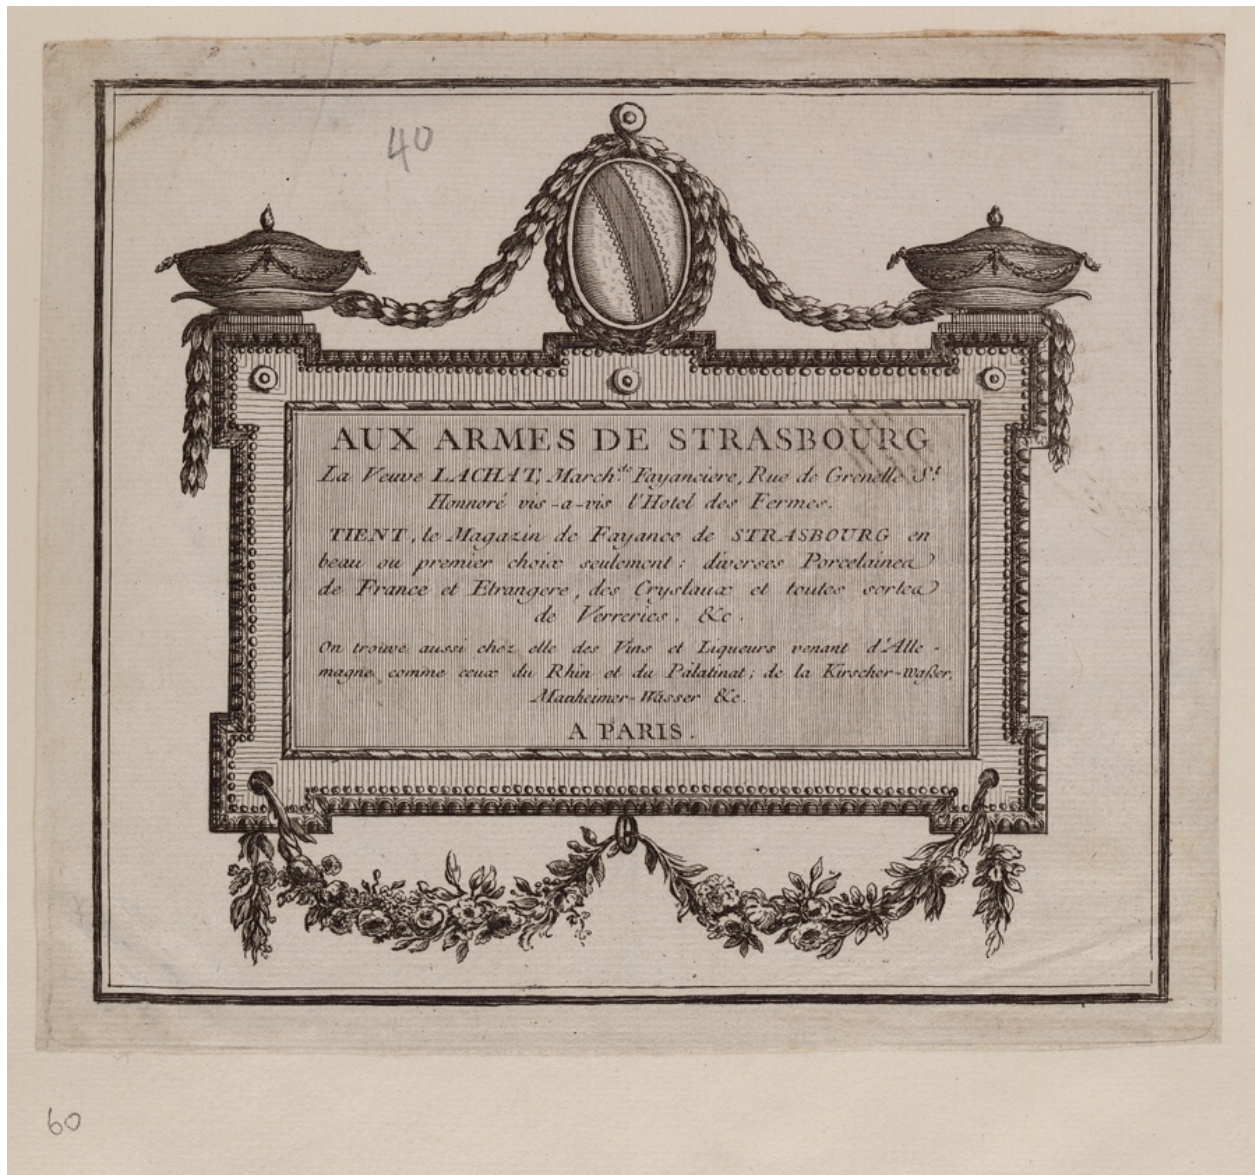 40
AUX ARMES DE STRASBOURG
La Veuve LACHAT, March.te Fayanciere, Rue de Grenelle S.t
Honnoré vis-a-vis l'Hotel des Fermes.
TIENT, le Magazin de Fayance de STRASBOURG en
beau ou premier choix seulement; diverses Porcelaines
de France et Etrangere, des Crystaux et toutes sortes
de Verreries, &c.
On trouve aussi chez elle des Vins et Liqueurs venant d'Alle-
magne comme ceux du Rhin et du Palatinat; de la Kirscher-waßer,
Manheimer-Wasser &c.
A PARIS.
60